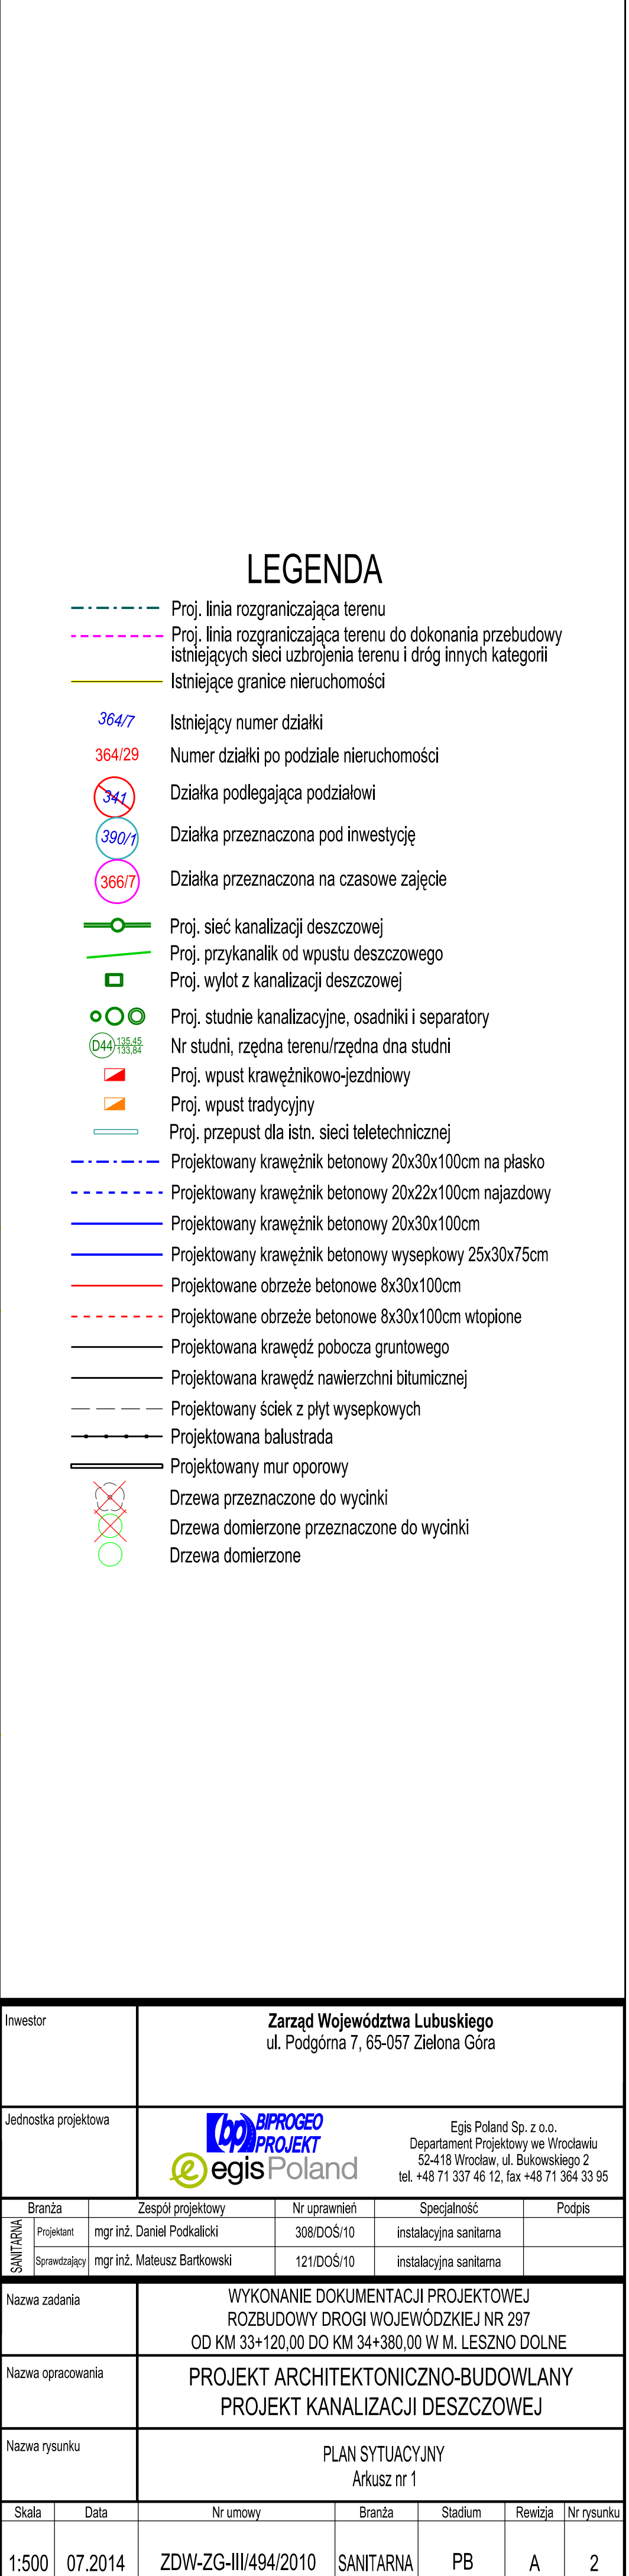 LEGENDA
Proj. linia rozgraniczająca terenu
Proj. linia rozgraniczająca terenu do dokonania przebudowy
istniejących sieci uzbrojenia terenu i dróg innych kategorii
Istniejące granice nieruchomości
364/7 Istniejący numer działki
364/29 Numer działki po podziale nieruchomości
341 Działka podlegająca podziałowi
390/1 Działka przeznaczona pod inwestycję
366/7 Działka przeznaczona na czasowe zajęcie
Proj. sieć kanalizacji deszczowej
Proj. przykanalik od wpustu deszczowego
Proj. wylot z kanalizacji deszczowej
Proj. studnie kanalizacyjne, osadniki i separatory
D44 135,45 133,84 Nr studni, rzędna terenu/rzędna dna studni
Proj. wpust krawężnikowo-jezdniowy
Proj. wpust tradycyjny
Proj. przepust dla istn. sieci teletechnicznej
Projektowany krawężnik betonowy 20x30x100cm na płasko
Projektowany krawężnik betonowy 20x22x100cm najazdowy
Projektowany krawężnik betonowy 20x30x100cm
Projektowany krawężnik betonowy wysepkowy 25x30x75cm
Projektowane obrzeże betonowe 8x30x100cm
Projektowane obrzeże betonowe 8x30x100cm wtopione
Projektowana krawędź pobocza gruntowego
Projektowana krawędź nawierzchni bitumicznej
Projektowany ściek z płyt wysepkowych
Projektowana balustrada
Projektowany mur oporowy
Drzewa przeznaczone do wycinki
Drzewa domierzone przeznaczone do wycinki
Drzewa domierzone
Inwestor
Zarząd Województwa Lubuskiego
ul. Podgórna 7, 65-057 Zielona Góra
Jednostka projektowa
bp BIPROGEO
PROJEKT
egis Poland
Egis Poland Sp. z o.o.
Departament Projektowy we Wrocławiu
52-418 Wrocław, ul. Bukowskiego 2
tel. +48 71 337 46 12, fax +48 71 364 33 95
Branża Zespół projektowy Nr uprawnień Specjalność Podpis
SANITARNA
Projektant mgr inż. Daniel Podkalicki 308/DOŚ/10 instalacyjna sanitarna
Sprawdzający mgr inż. Mateusz Bartkowski 121/DOŚ/10 instalacyjna sanitarna
Nazwa zadania
WYKONANIE DOKUMENTACJI PROJEKTOWEJ
ROZBUDOWY DROGI WOJEWÓDZKIEJ NR 297
OD KM 33+120,00 DO KM 34+380,00 W M. LESZNO DOLNE
Nazwa opracowania
PROJEKT ARCHITEKTONICZNO-BUDOWLANY
PROJEKT KANALIZACJI DESZCZOWEJ
Nazwa rysunku
PLAN SYTUACYJNY
Arkusz nr 1
Skala Data Nr umowy Branża Stadium Rewizja Nr rysunku
1:500 07.2014 ZDW-ZG-III/494/2010 SANITARNA PB A 2